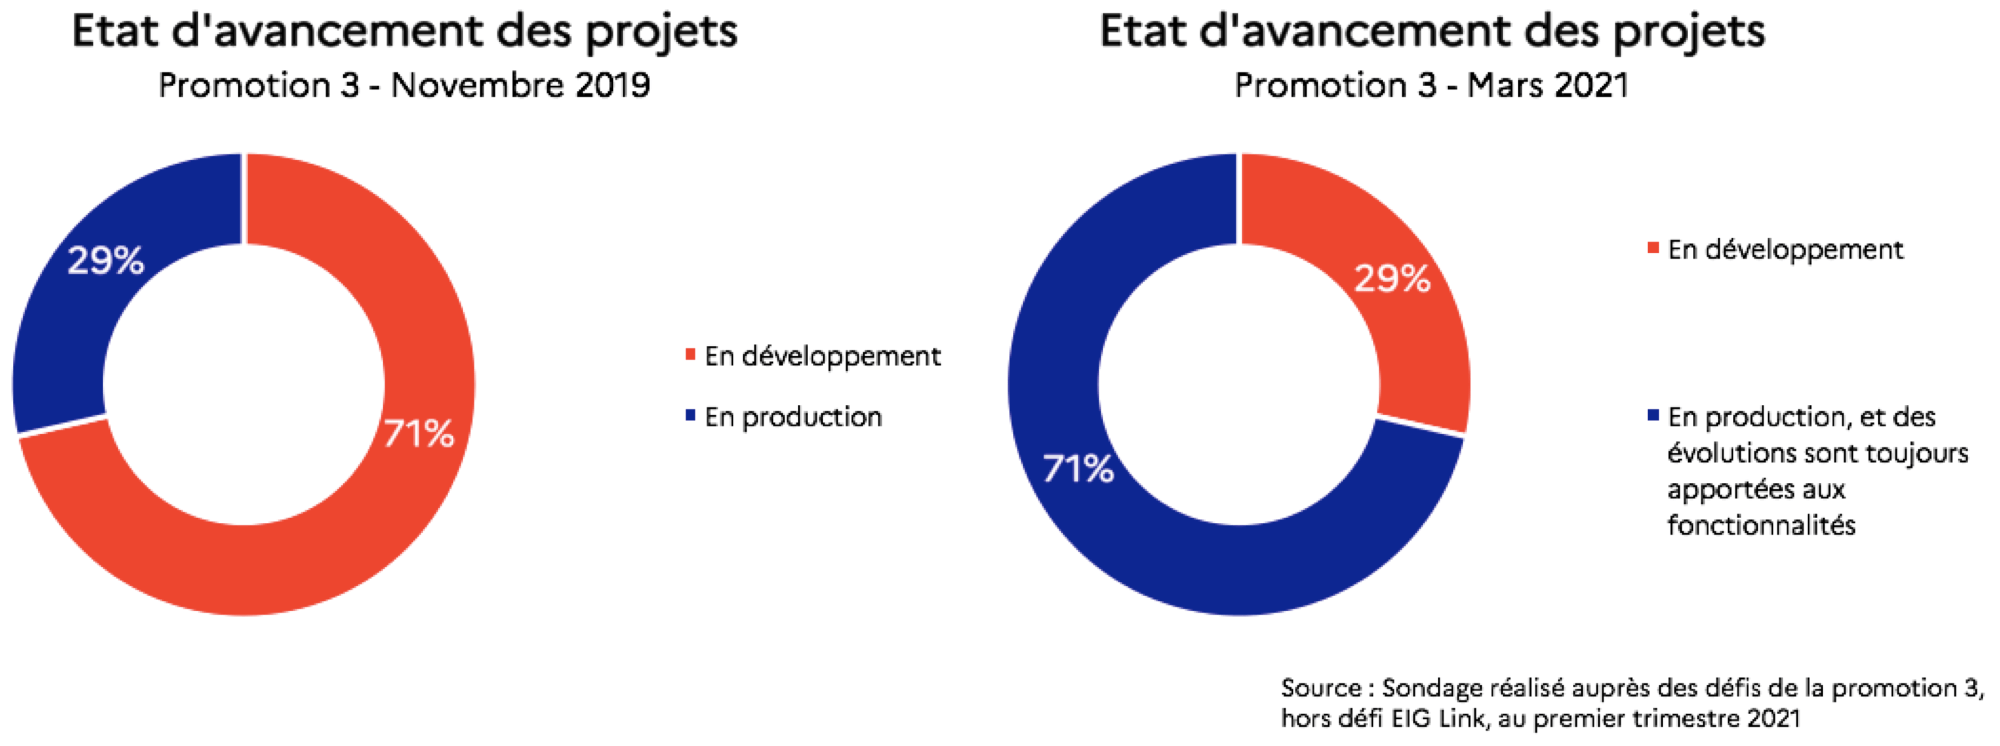 Etat d'avancement des projets
Promotion 3 - Novembre 2019
29%
71%
En développement
En production
Etat d'avancement des projets
Promotion 3 - Mars 2021
29%
71%
En développement
En production, et des
évolutions sont toujours
apportées aux
fonctionnalités
Source : Sondage réalisé auprès des défis de la promotion 3,
hors défi EIG Link, au premier trimestre 2021